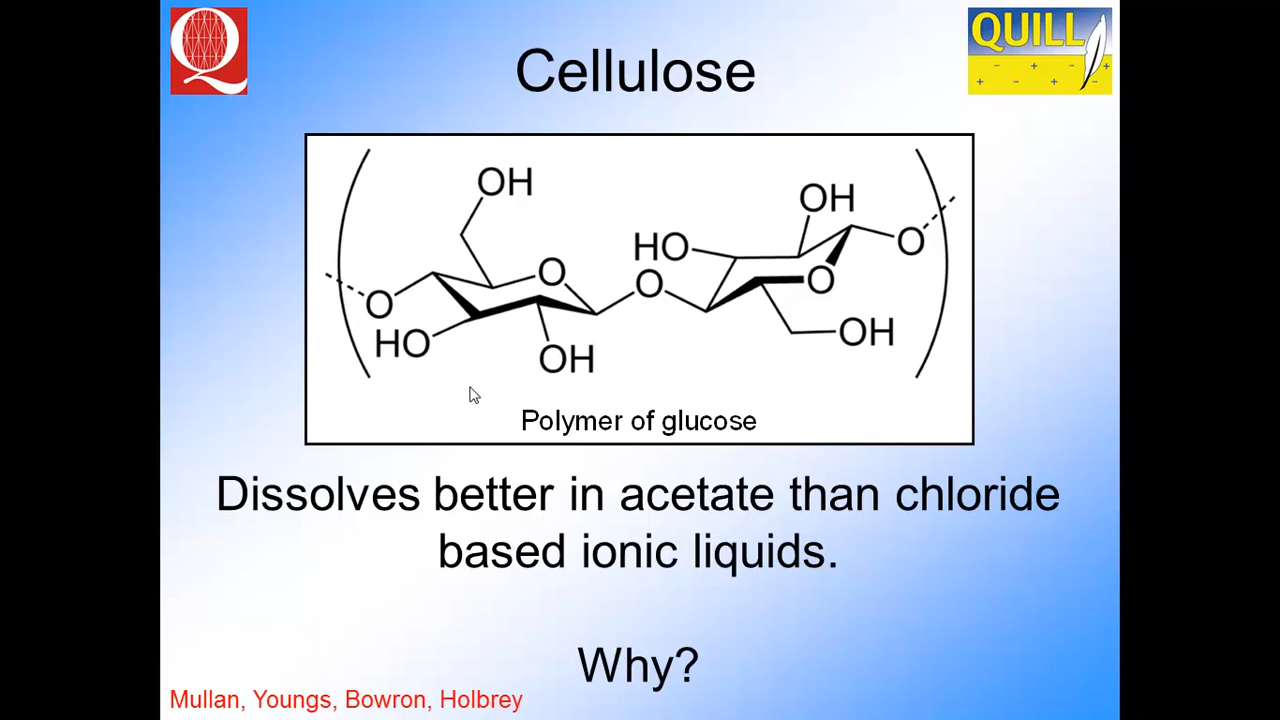 Q
QUILL
Cellulose
OH
OH
HO
O
O
O
O
O
HO
OH
OH
Polymer of glucose
Dissolves better in acetate than chloride
based ionic liquids.
Why?
Mullan, Youngs, Bowron, Holbrey